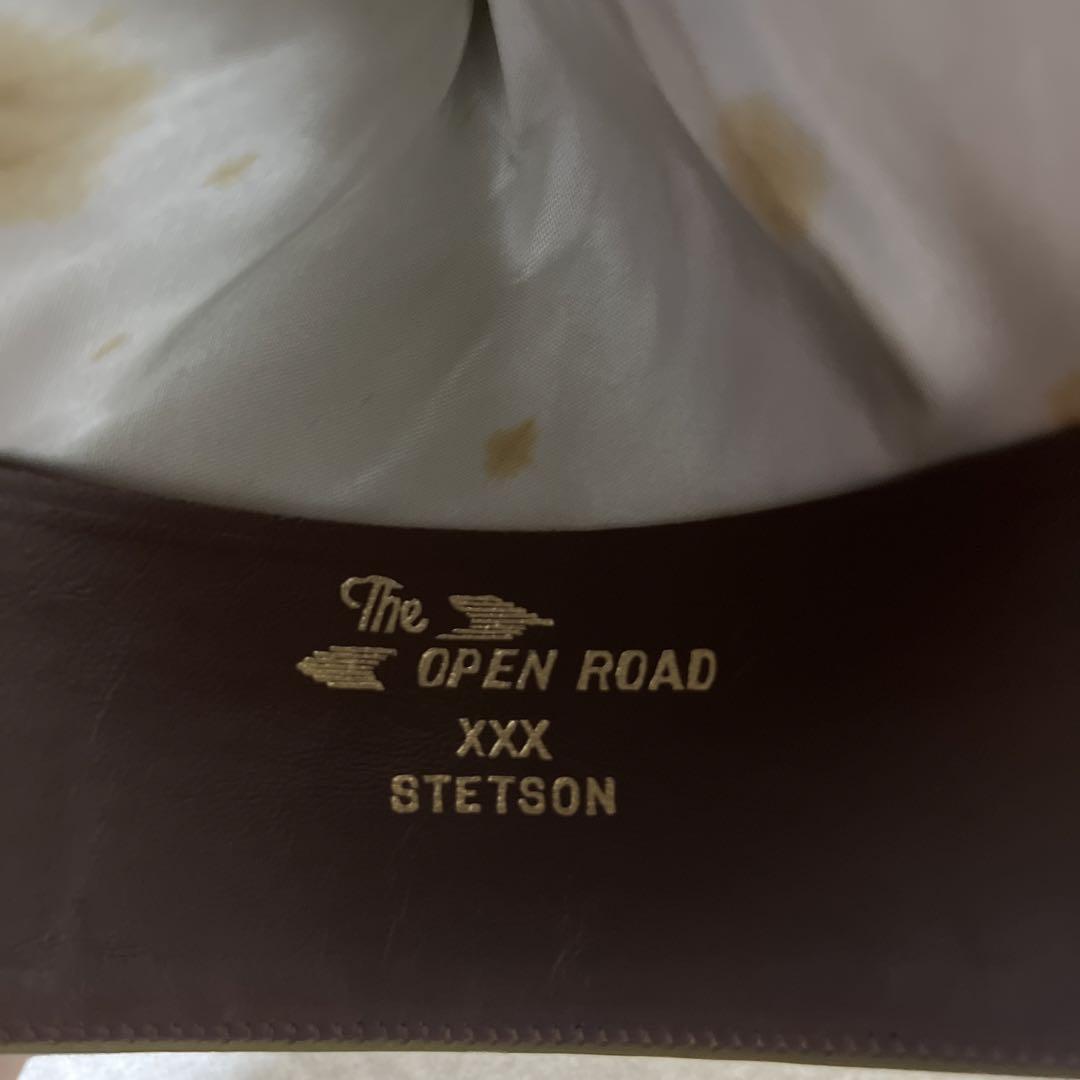 The
OPEN ROAD
XXX
STETSON